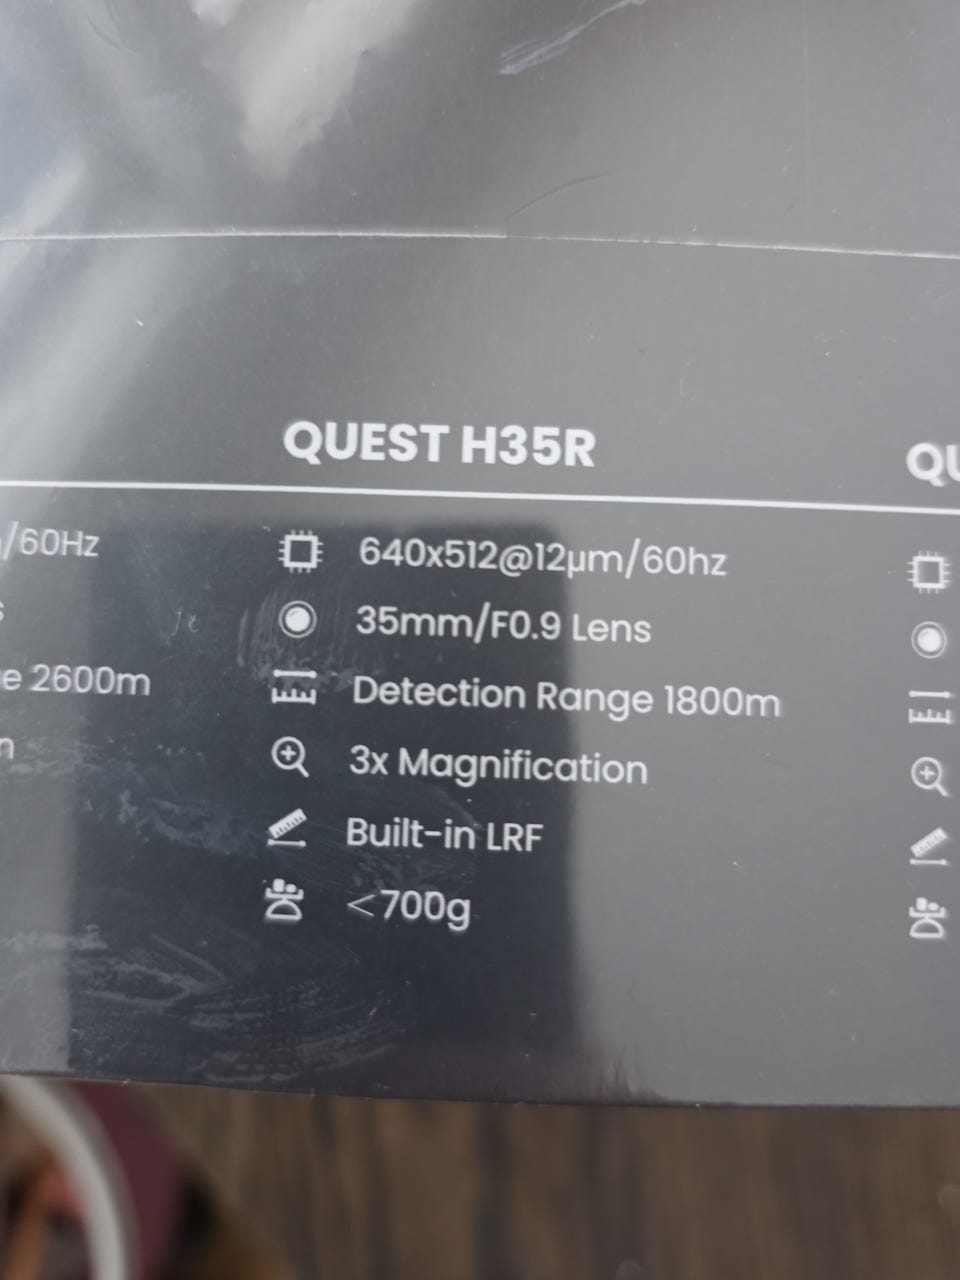 /60Hz
e 2600m
QUEST H35R
640x512@12µm/60hz
35mm/F0.9 Lens
Detection Range 1800m
3x Magnification
Built-in LRF
<700g
QU